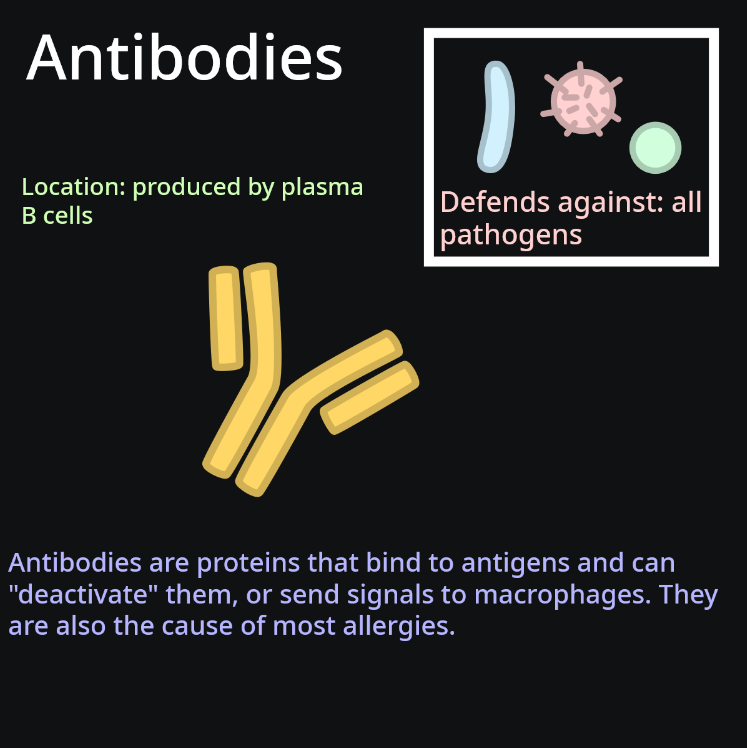 Antibodies
Location: produced by plasma
B cells
Defends against: all
pathogens
Antibodies are proteins that bind to antigens and can
"deactivate" them, or send signals to macrophages. They
are also the cause of most allergies.